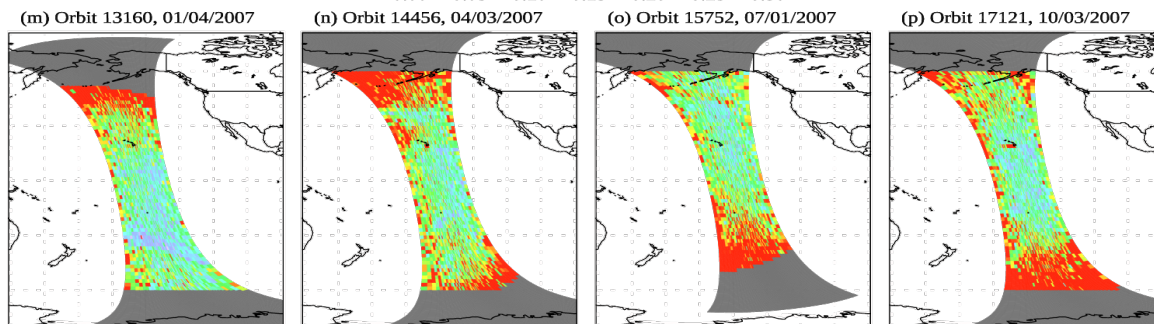 (m) Orbit 13160, 01/04/2007
(n) Orbit 14456, 04/03/2007
(o) Orbit 15752, 07/01/2007
(p) Orbit 17121, 10/03/2007